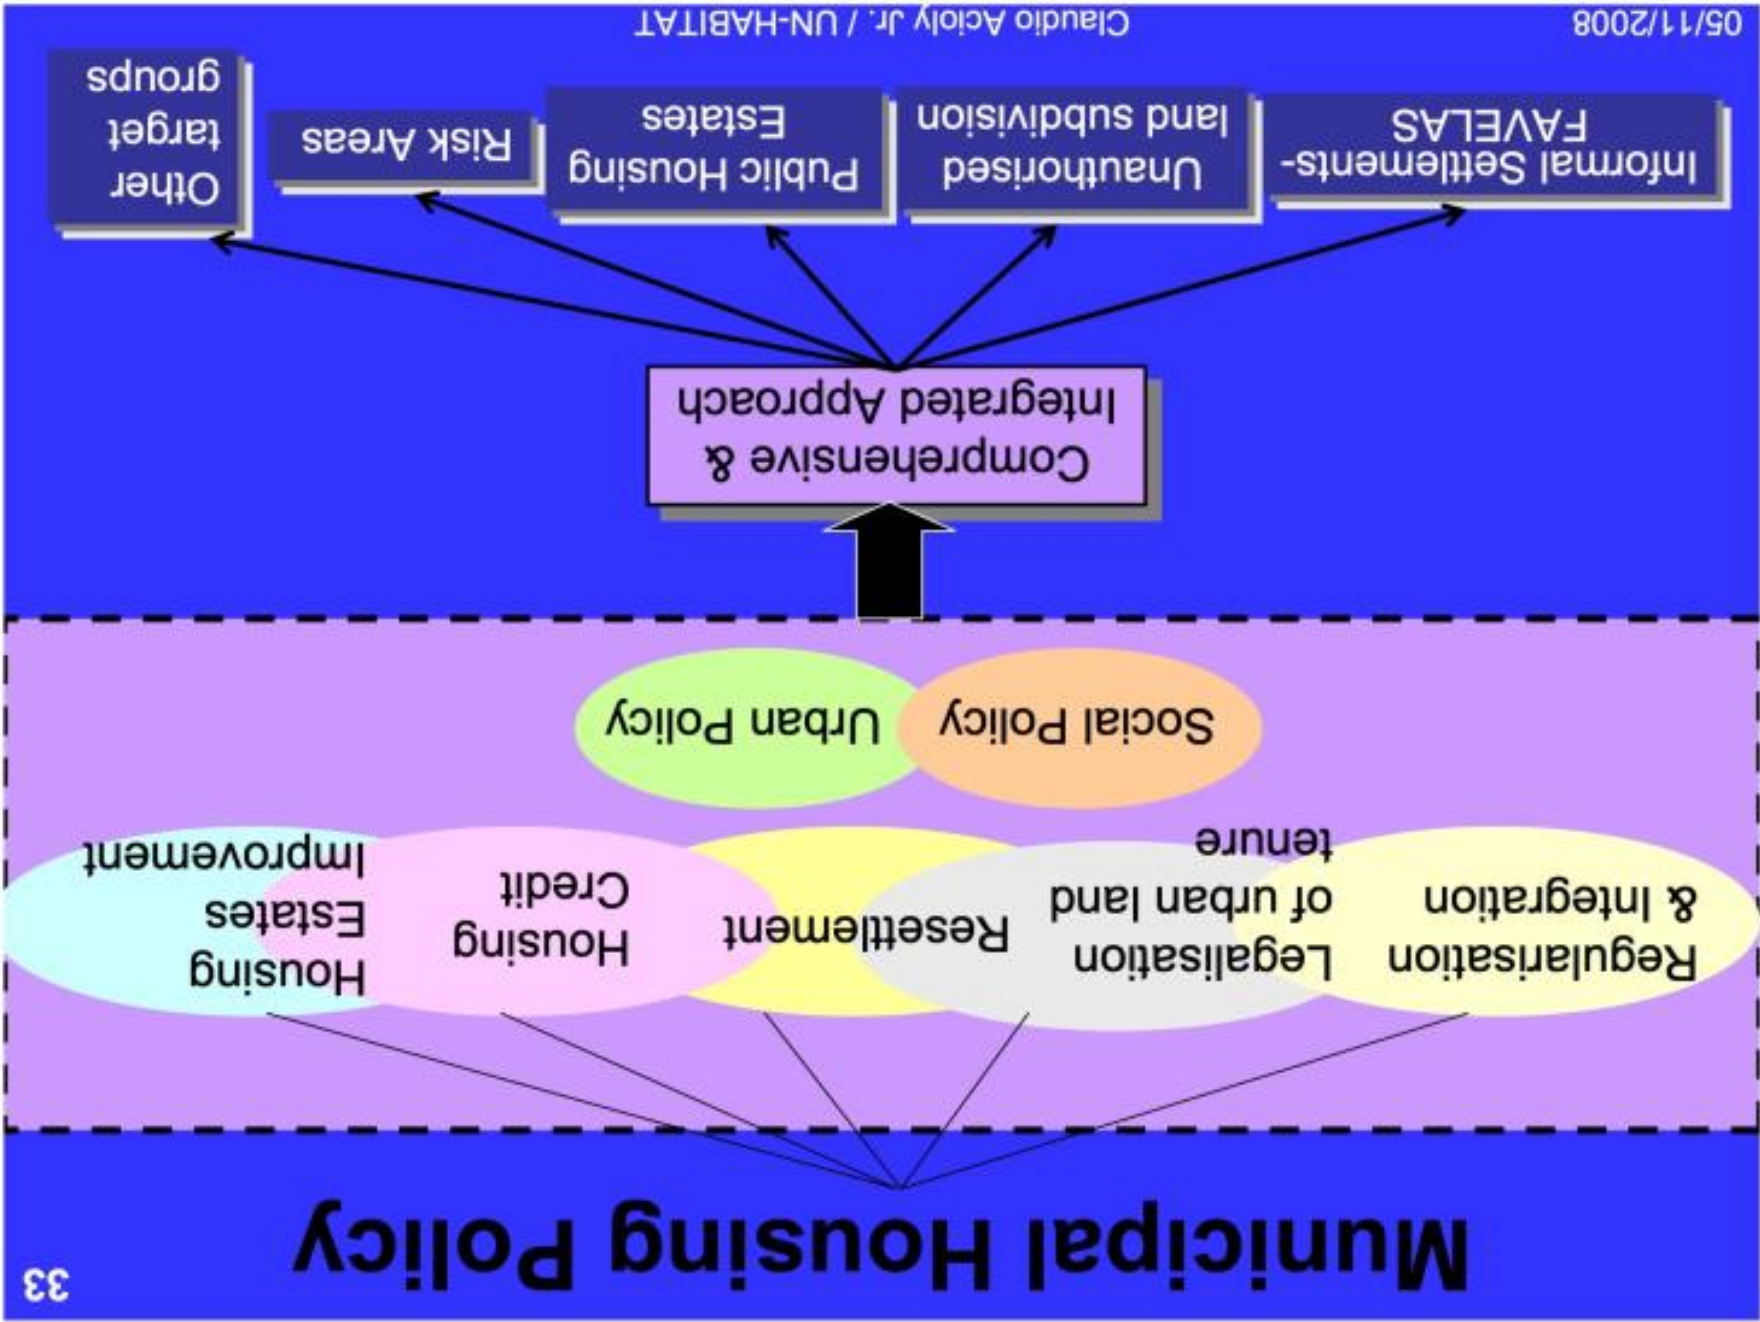 33
Municipal Housing Policy
Regularisation
& Integration
Legalisation
of urban land
tenure
Resettlement
Housing
Credit
Housing
Estates
Improvement
Social Policy
Urban Policy
Comprehensive &
Integrated Approach
Informal Settlements-
FAVELAS
Unauthorised
land subdivision
Public Housing
Estates
Risk Areas
Other
target
groups
05/11/2008
Claudio Acioly Jr. / UN-HABITAT